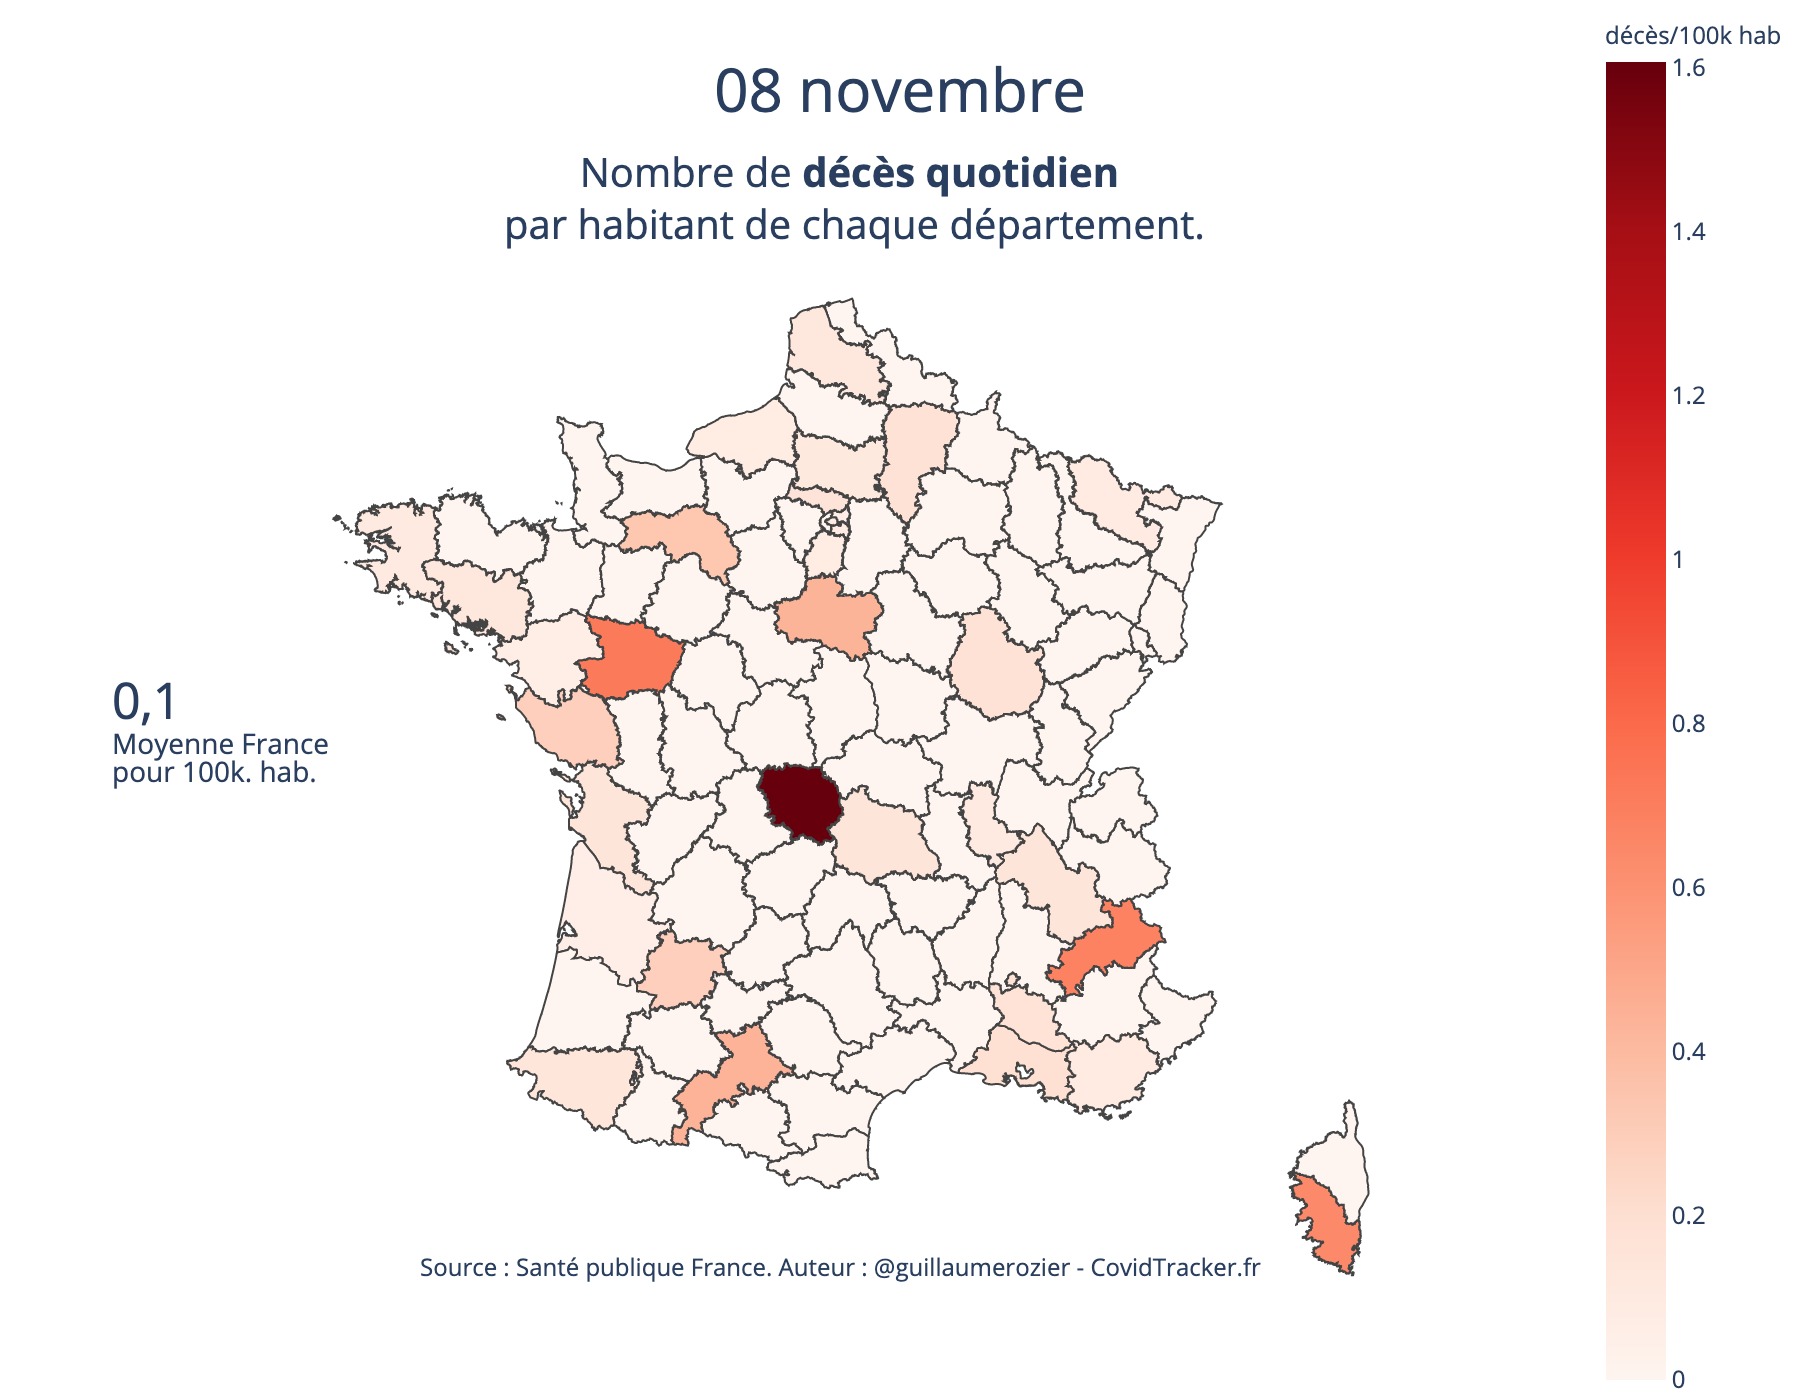 décès/100k hab
08 novembre
Nombre de décès quotidien
par habitant de chaque département.
1.6
1.4
1.2
1
0.8
0.6
0.4
0.2
0
0,1
Moyenne France
pour 100k. hab.
Source : Santé publique France. Auteur : @guillaumerozier - CovidTracker.fr